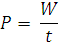 P = W/t